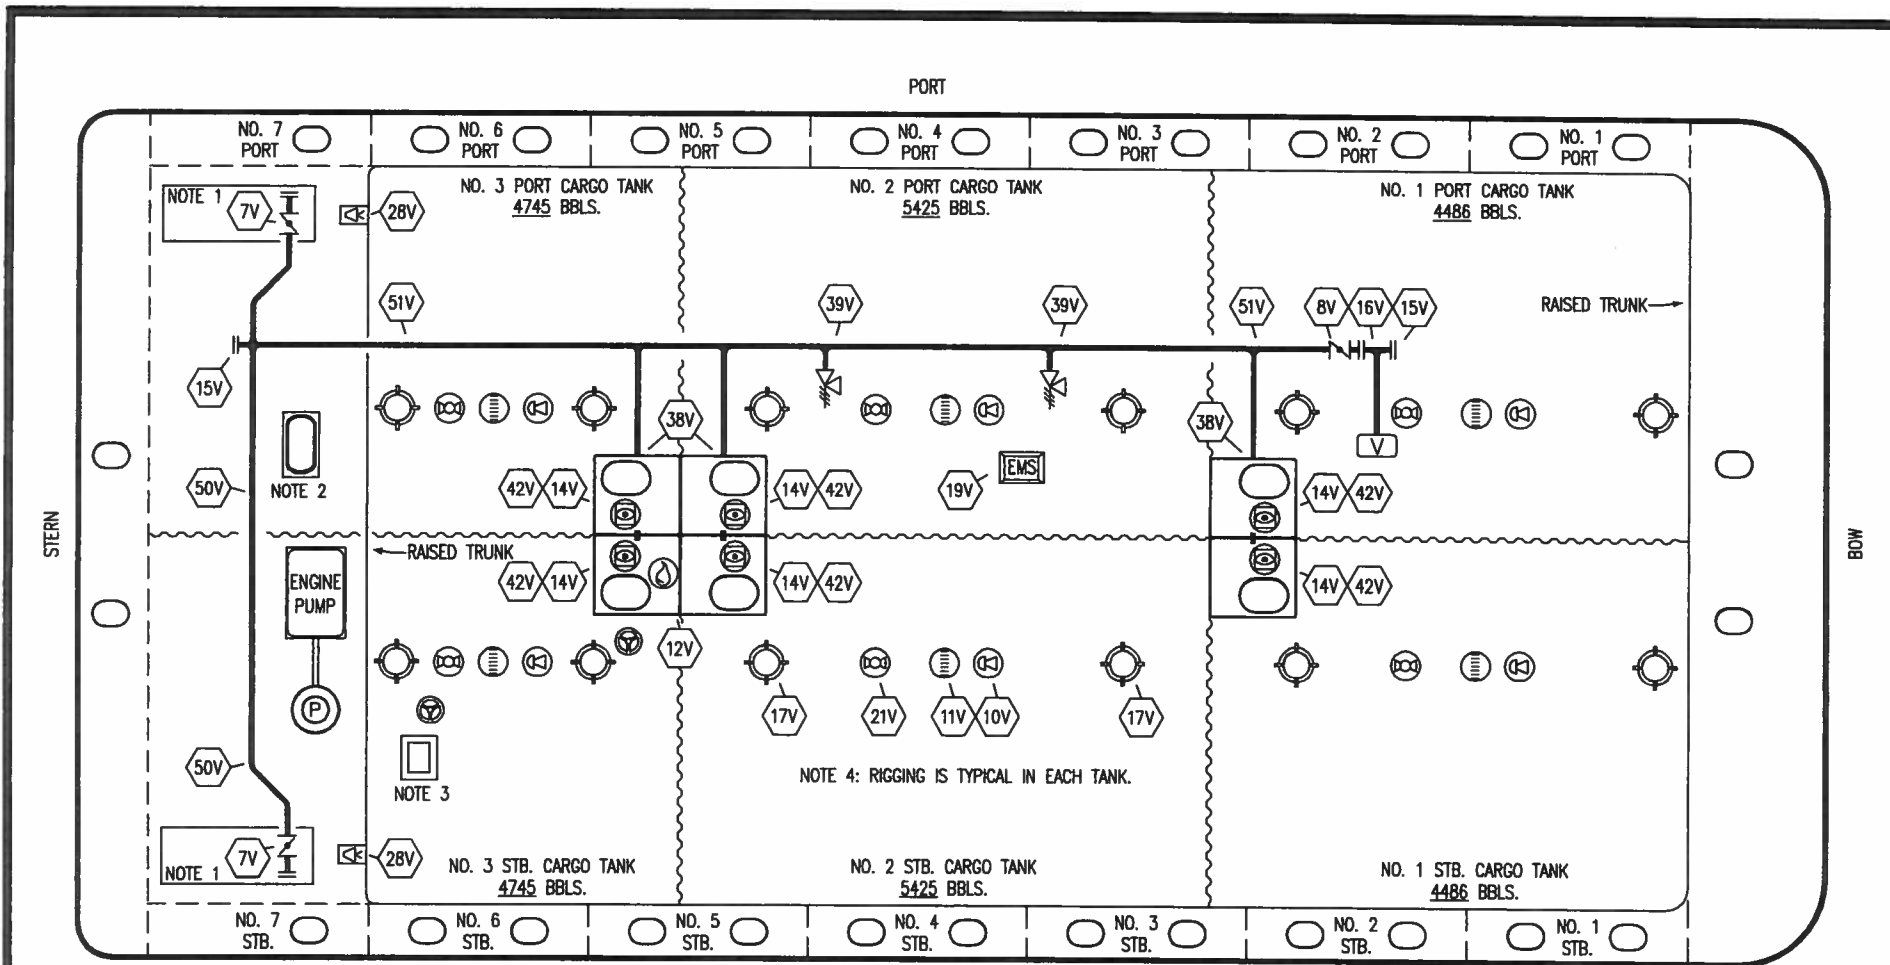 PORT
NO. 7
PORT
NO. 6
PORT
NO. 5
PORT
NO. 4
PORT
NO. 3
PORT
NO. 2
PORT
NO. 1
PORT
NOTE 1
7V
28V
NO. 3 PORT CARGO TANK
4745 BBLS.
NO. 2 PORT CARGO TANK
5425 BBLS.
NO. 1 PORT CARGO TANK
4486 BBLS.
51V
39V
39V
51V
8V
16V
15V
RAISED TRUNK
15V
38V
38V
V
50V
NOTE 2
42V
14V
14V
42V
19V
EMS
14V
42V
STERN
BOW
RAISED TRUNK
ENGINE
PUMP
42V
14V
14V
42V
14V
42V
12V
P
17V
21V
11V
10V
17V
50V
NOTE 3
NOTE 4: RIGGING IS TYPICAL IN EACH TANK.
7V
NOTE 1
28V
NO. 3 STB. CARGO TANK
4745 BBLS.
NO. 2 STB. CARGO TANK
5425 BBLS.
NO. 1 STB. CARGO TANK
4486 BBLS.
NO. 7
STB.
NO. 6
STB.
NO. 5
STB.
NO. 4
STB.
NO. 3
STB.
NO. 2
STB.
NO. 1
STB.